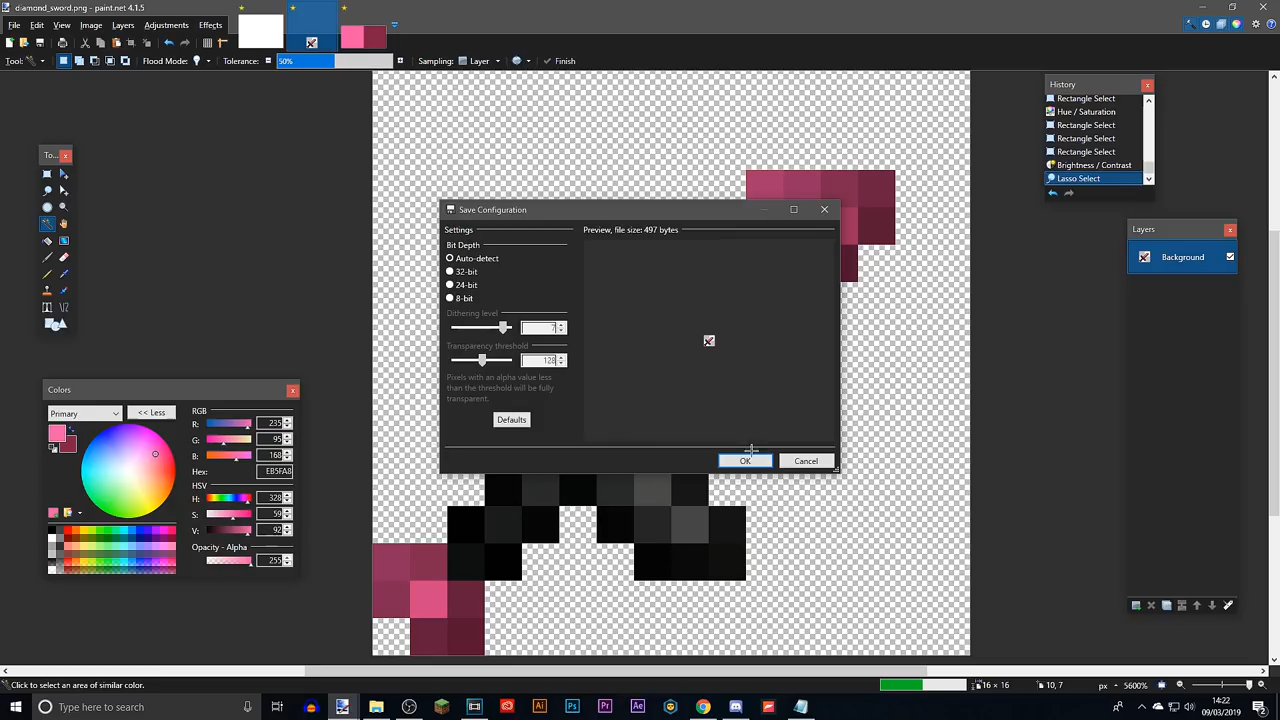 diamond_sword.png - paint.net 4.1.5
File Edit View Image Layers Adjustments Effects
Tool: Flood Mode: Tolerance: 50% Sampling: Layer Finish
To... x
History x
Rectangle Select
Hue / Saturation
Rectangle Select
Rectangle Select
Rectangle Select
Brightness / Contrast
Lasso Select
Layers x
Background
Save Configuration
Settings
Bit Depth
Auto-detect
32-bit
24-bit
8-bit
Dithering level
7
Transparency threshold
128
Pixels with an alpha value less
than the threshold will be fully
transparent.
Defaults
Preview, file size: 497 bytes
OK Cancel
Colors x
Primary << Less
RGB
R: 235
G: 95
B: 168
Hex: EB5FA8
HSV
H: 328
S: 59
V: 92
Opacity - Alpha
255
Click to select an area of similar color.
16 × 16 10, 7 px 5600%
Type here to search
Ai Ps Pr Ae
14:22
09/03/2019